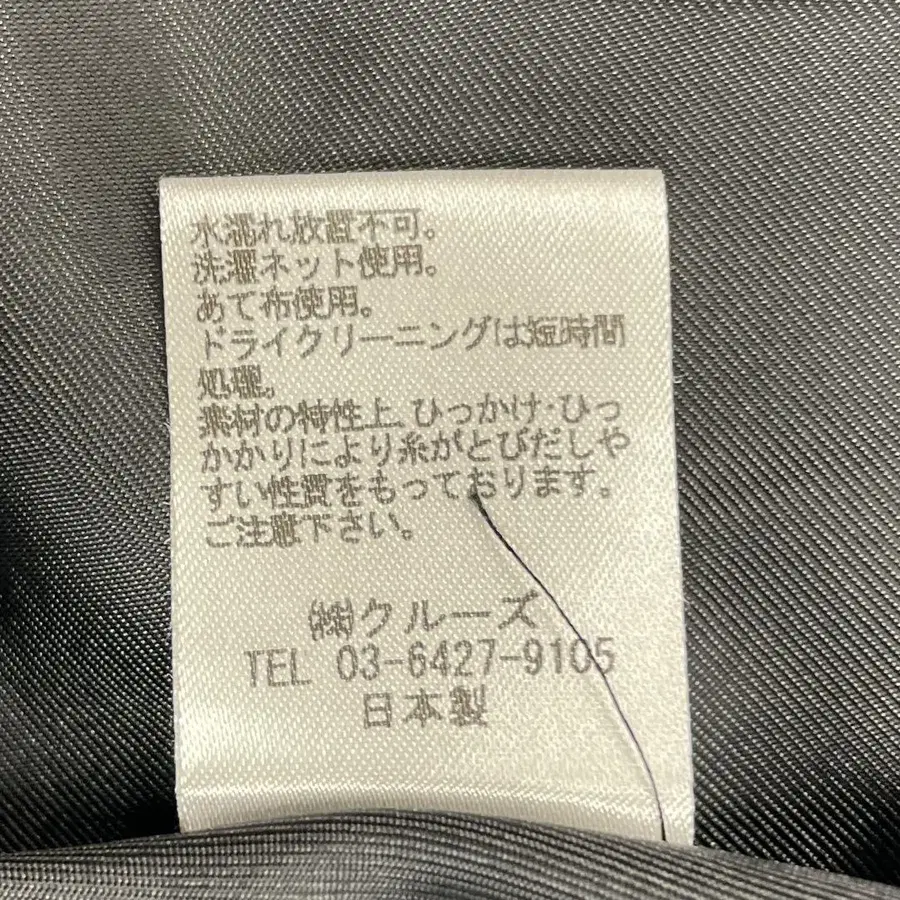 水濡れ放置不可。
洗濯ネット使用。
あて布使用。
ドライクリーニングは短時間
処理。
素材の特性上 ひっかけ･ひっ
かかりにより糸がとびだしや
すい性質をもっております。
ご注意下さい。
㈱クルーズ
TEL 03-6427-9105
日本製